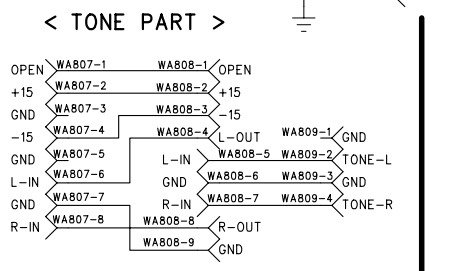 < TONE PART >
OPEN WA807-1 WA808-1 OPEN
+15 WA807-2 WA808-2 +15
GND WA807-3 WA808-3 -15
-15 WA807-4 WA808-4 L-OUT WA809-1 GND
GND WA807-5 L-IN WA808-5 WA809-2 TONE-L
L-IN WA807-6 GND WA808-6 WA809-3 GND
GND WA807-7 R-IN WA808-7 WA809-4 TONE-R
R-IN WA807-8 WA808-8 R-OUT
WA808-9 GND